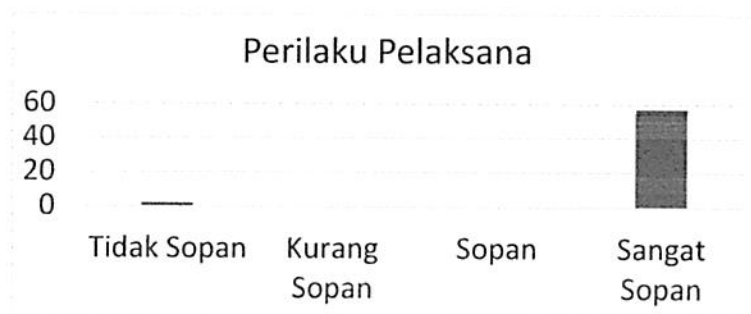 Perilaku Pelaksana
60
40
20
0
Tidak Sopan
Kurang
Sopan
Sopan
Sangat
Sopan